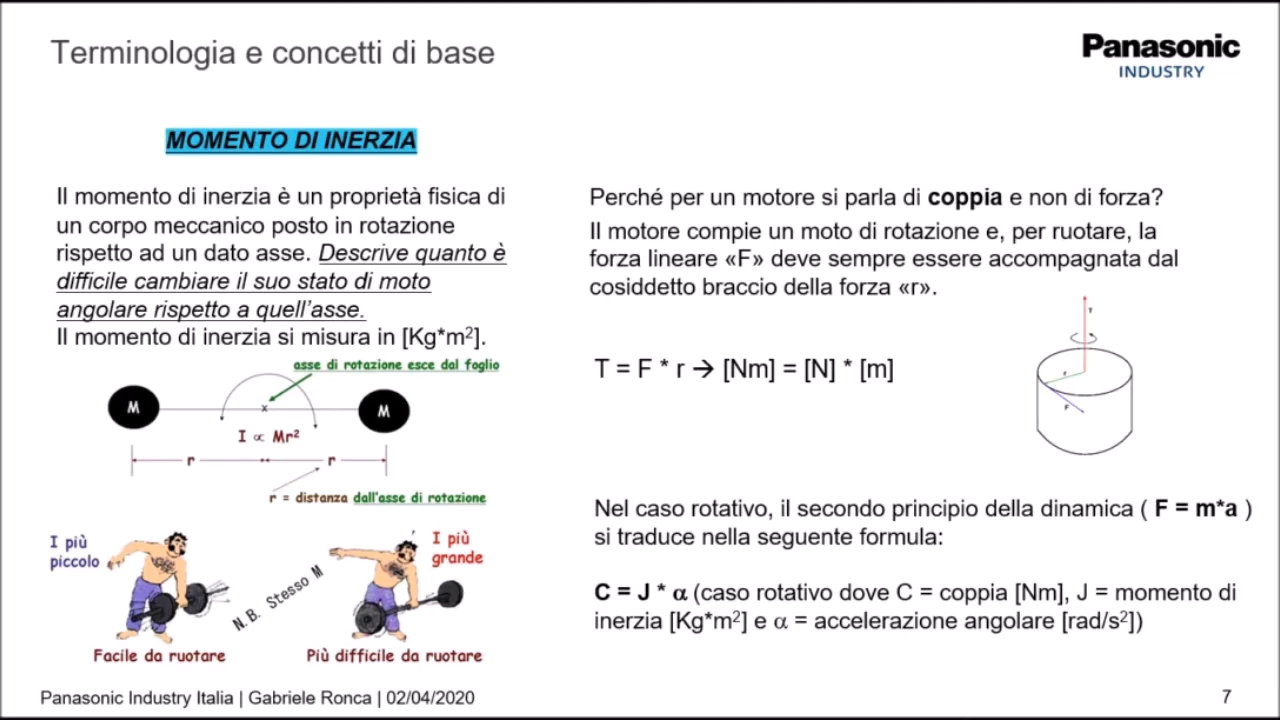 Terminologia e concetti di base
Panasonic
INDUSTRY
MOMENTO DI INERZIA
Il momento di inerzia è un proprietà fisica di
un corpo meccanico posto in rotazione
rispetto ad un dato asse. Descrive quanto è
difficile cambiare il suo stato di moto
angolare rispetto a quell'asse.
Il momento di inerzia si misura in [Kg*m²].
asse di rotazione esce dal foglio
M
x
M
I ∝ Mr²
r
r
r = distanza dall'asse di rotazione
I più
piccolo
N.B. Stesso M
I più
grande
Facile da ruotare
Più difficile da ruotare
Perché per un motore si parla di coppia e non di forza?
Il motore compie un moto di rotazione e, per ruotare, la
forza lineare «F» deve sempre essere accompagnata dal
cosiddetto braccio della forza «r».
T = F * r → [Nm] = [N] * [m]
T
r
F
Nel caso rotativo, il secondo principio della dinamica ( F = m*a )
si traduce nella seguente formula:
C = J * α (caso rotativo dove C = coppia [Nm], J = momento di
inerzia [Kg*m²] e α = accelerazione angolare [rad/s²])
Panasonic Industry Italia | Gabriele Ronca | 02/04/2020
7